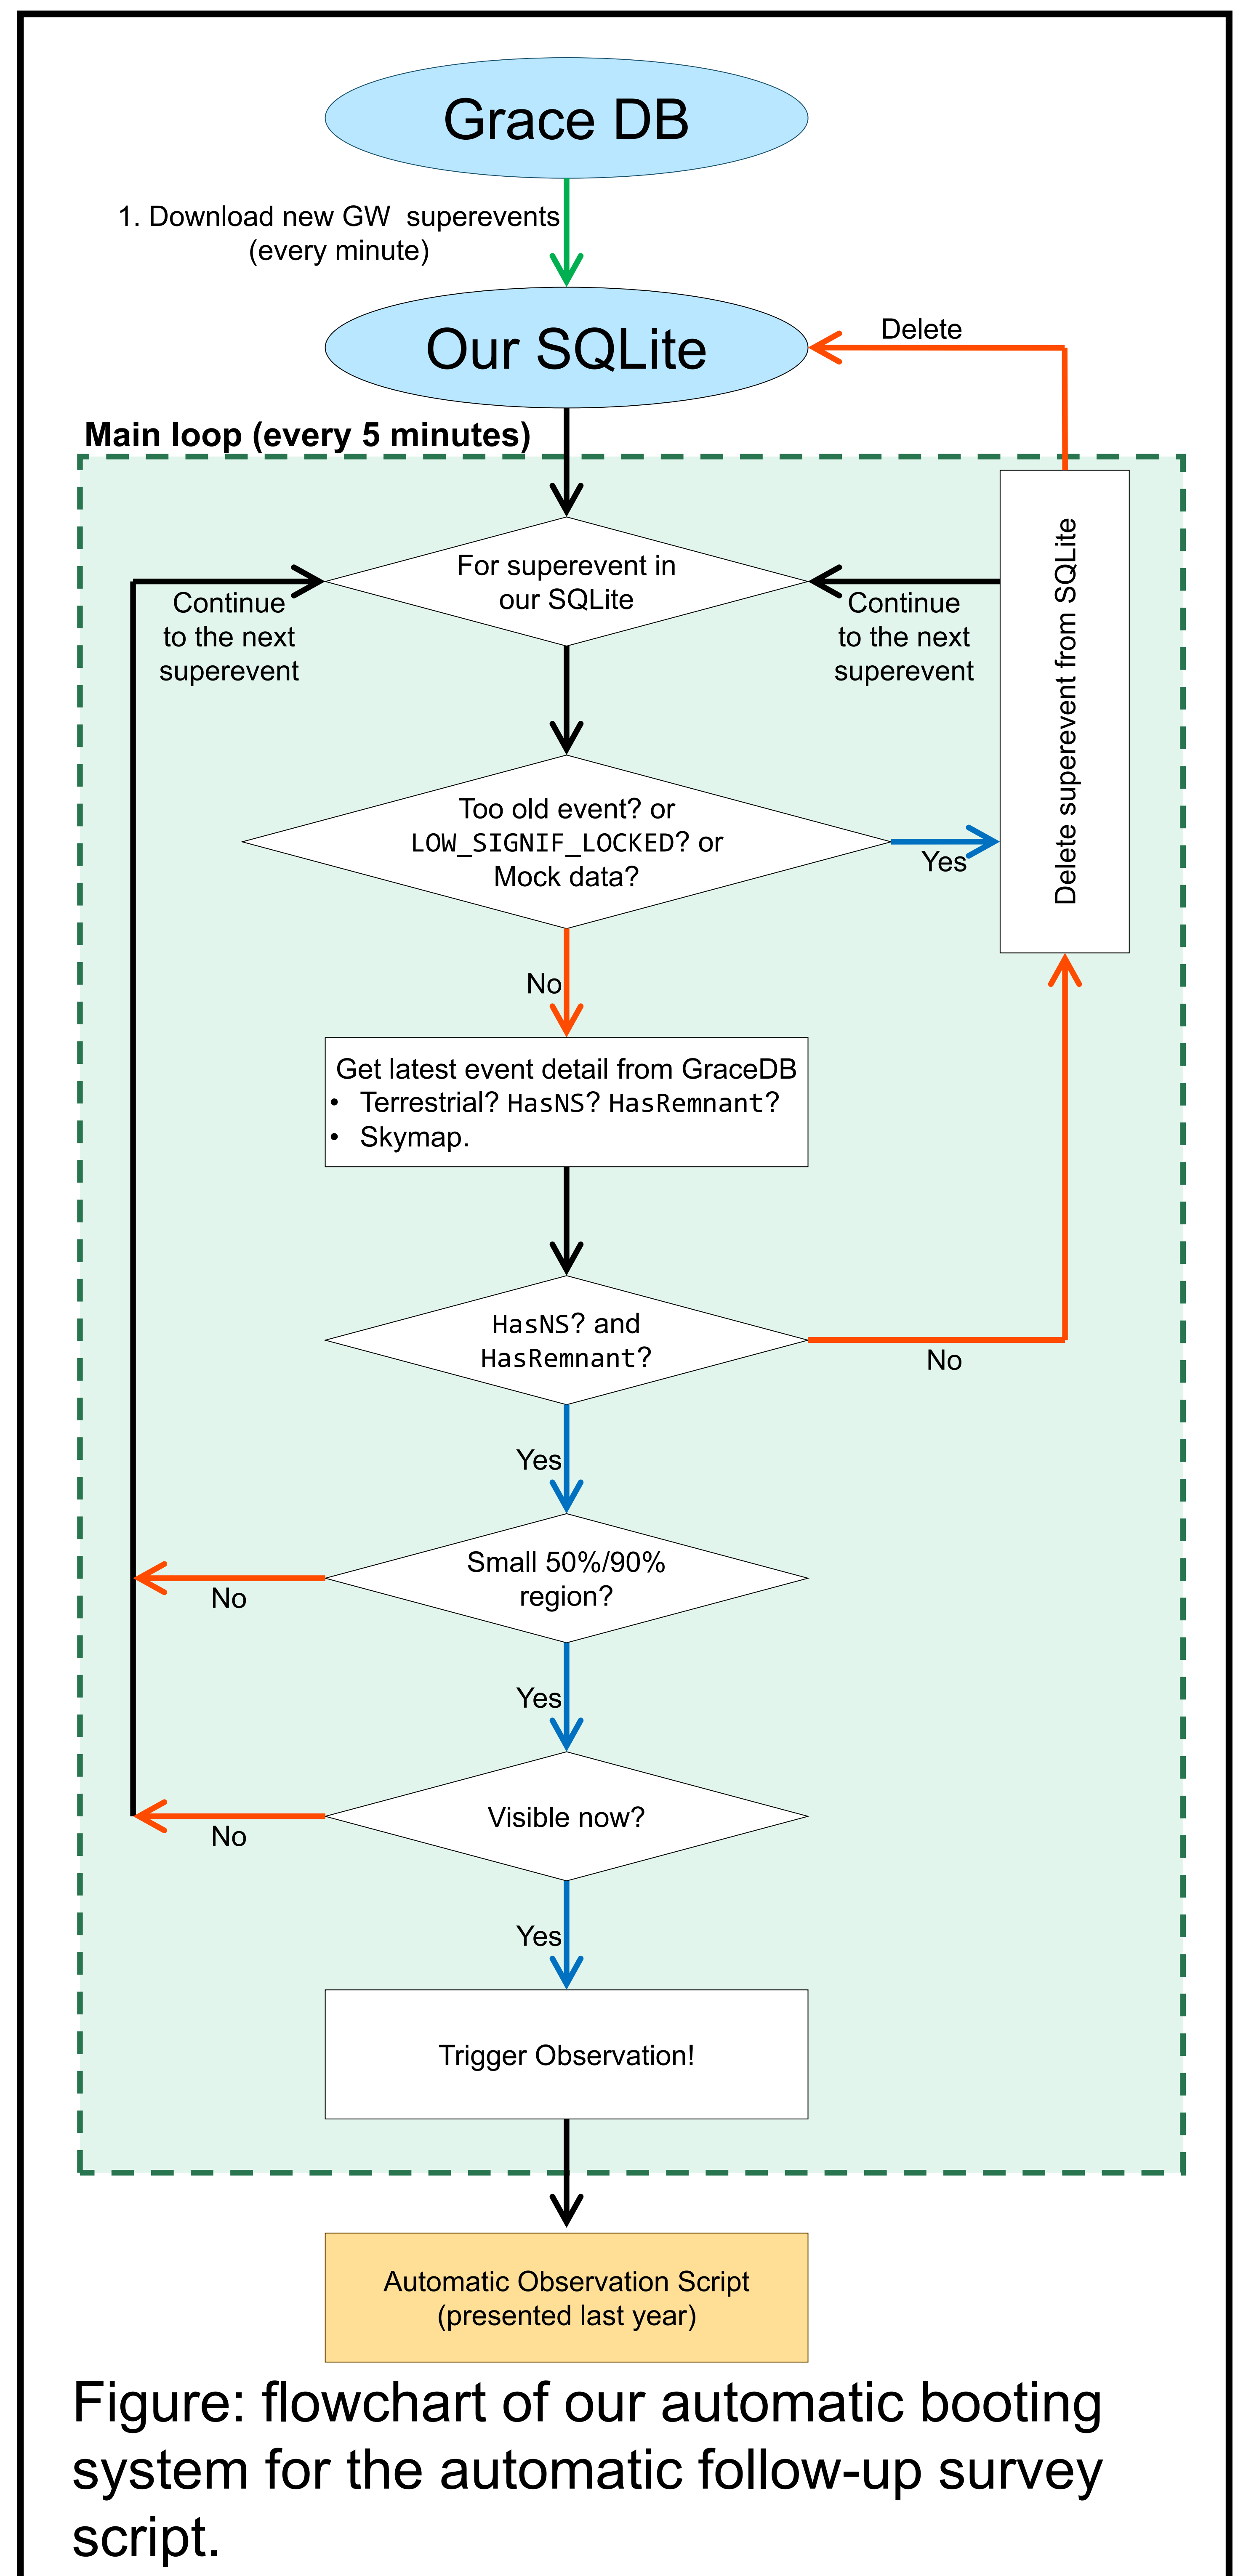 Grace DB
1. Download new GW  superevents
(every minute)
Our SQLite
Delete
Main loop (every 5 minutes)
For superevent in
our SQLite
Continue
to the next
superevent
Continue
to the next
superevent
Delete superevent from SQLite
Too old event? or
LOW_SIGNIF_LOCKED? or
Mock data?
Yes
No
Get latest event detail from GraceDB
• Terrestrial? HasNS? HasRemnant?
• Skymap.
HasNS? and
HasRemnant?
No
Yes
Small 50%/90%
region?
No
Yes
Visible now?
No
Yes
Trigger Observation!
Automatic Observation Script
(presented last year)
Figure: flowchart of our automatic booting
system for the automatic follow-up survey
script.